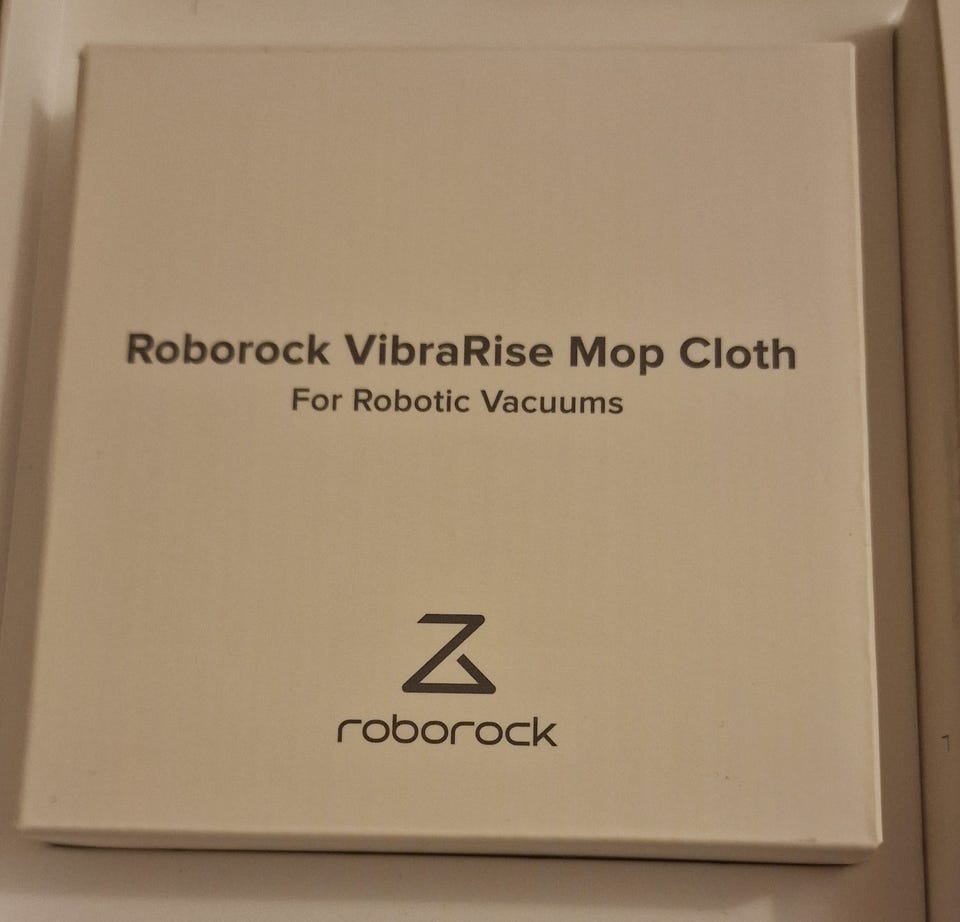 Roborock VibraRise Mop Cloth
For Robotic Vacuums
roborock